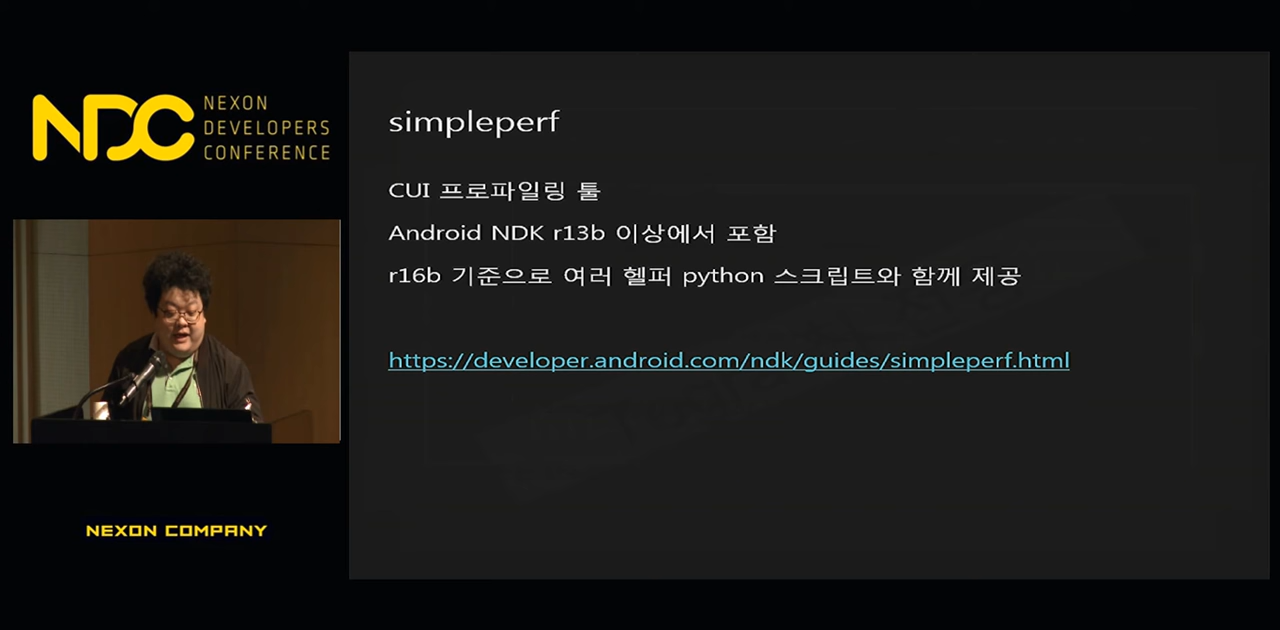 NDC
NEXON
DEVELOPERS
CONFERENCE
simpleperf
CUI 프로파일링 툴
Android NDK r13b 이상에서 포함
r16b 기준으로 여러 헬퍼 python 스크립트와 함께 제공
https://developer.android.com/ndk/guides/simpleperf.html
NEXON COMPANY